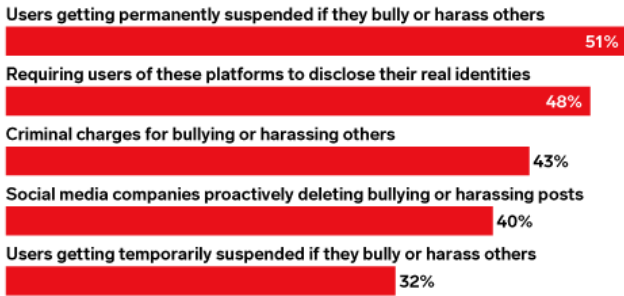 Users getting permanently suspended if they bully or harass others
51%
Requiring users of these platforms to disclose their real identities
48%
Criminal charges for bullying or harassing others
43%
Social media companies proactively deleting bullying or harassing posts
40%
Users getting temporarily suspended if they bully or harass others
32%